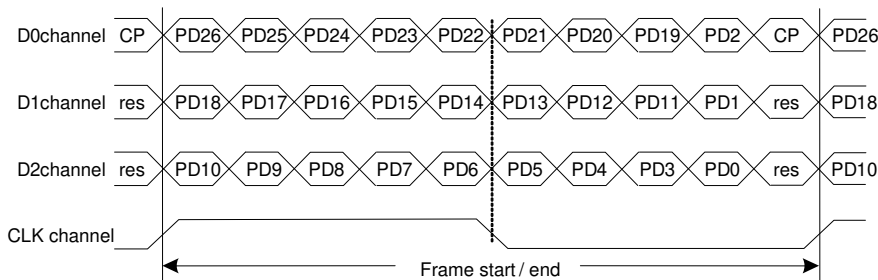 D0channel CP PD26 PD25 PD24 PD23 PD22 PD21 PD20 PD19 PD2 CP PD26
D1channel res PD18 PD17 PD16 PD15 PD14 PD13 PD12 PD11 PD1 res PD18
D2channel res PD10 PD9 PD8 PD7 PD6 PD5 PD4 PD3 PD0 res PD10
CLK channel
Frame start / end